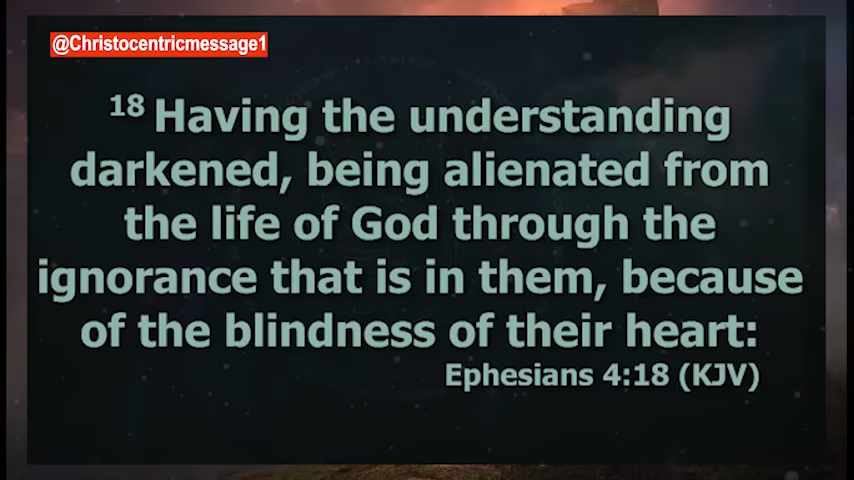 @Christocentricmessage1
18 Having the understanding
darkened, being alienated from
the life of God through the
ignorance that is in them, because
of the blindness of their heart:
Ephesians 4:18 (KJV)